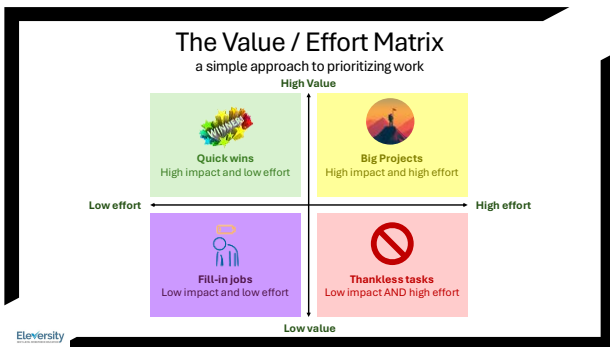 The Value / Effort Matrix
a simple approach to prioritizing work
High Value
WINNER!
Quick wins
High impact and low effort
Big Projects
High impact and high effort
Low effort
High effort
Fill-in jobs
Low impact and low effort
Thankless tasks
Low impact AND high effort
Low value
Eleversity